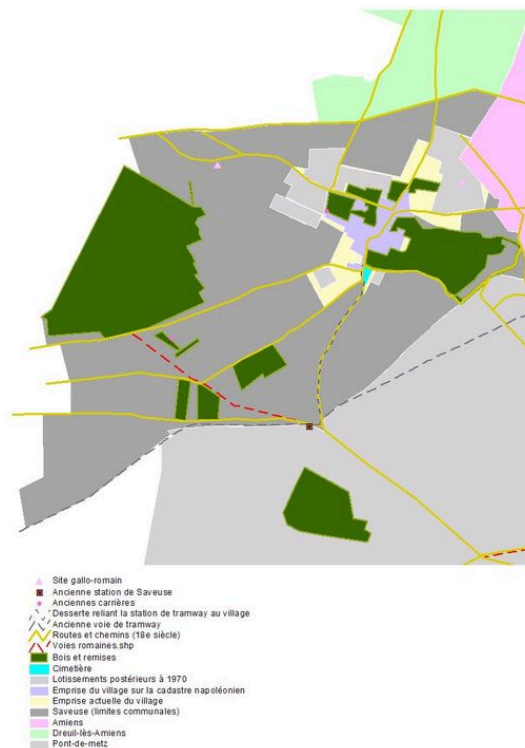 Site gallo-romain
Ancienne station de Saveuse
Anciennes carrières
Desserte reliant la station de tramway au village
Ancienne voie de tramway
Routes et chemins (18e siècle)
Voies romaines.shp
Bois et remises
Cimetière
Lotissements postérieurs à 1970
Emprise du village sur la cadastre napoléonien
Emprise actuelle du village
Saveuse (limites communales)
Amiens
Dreuil-lès-Amiens
Pont-de-metz